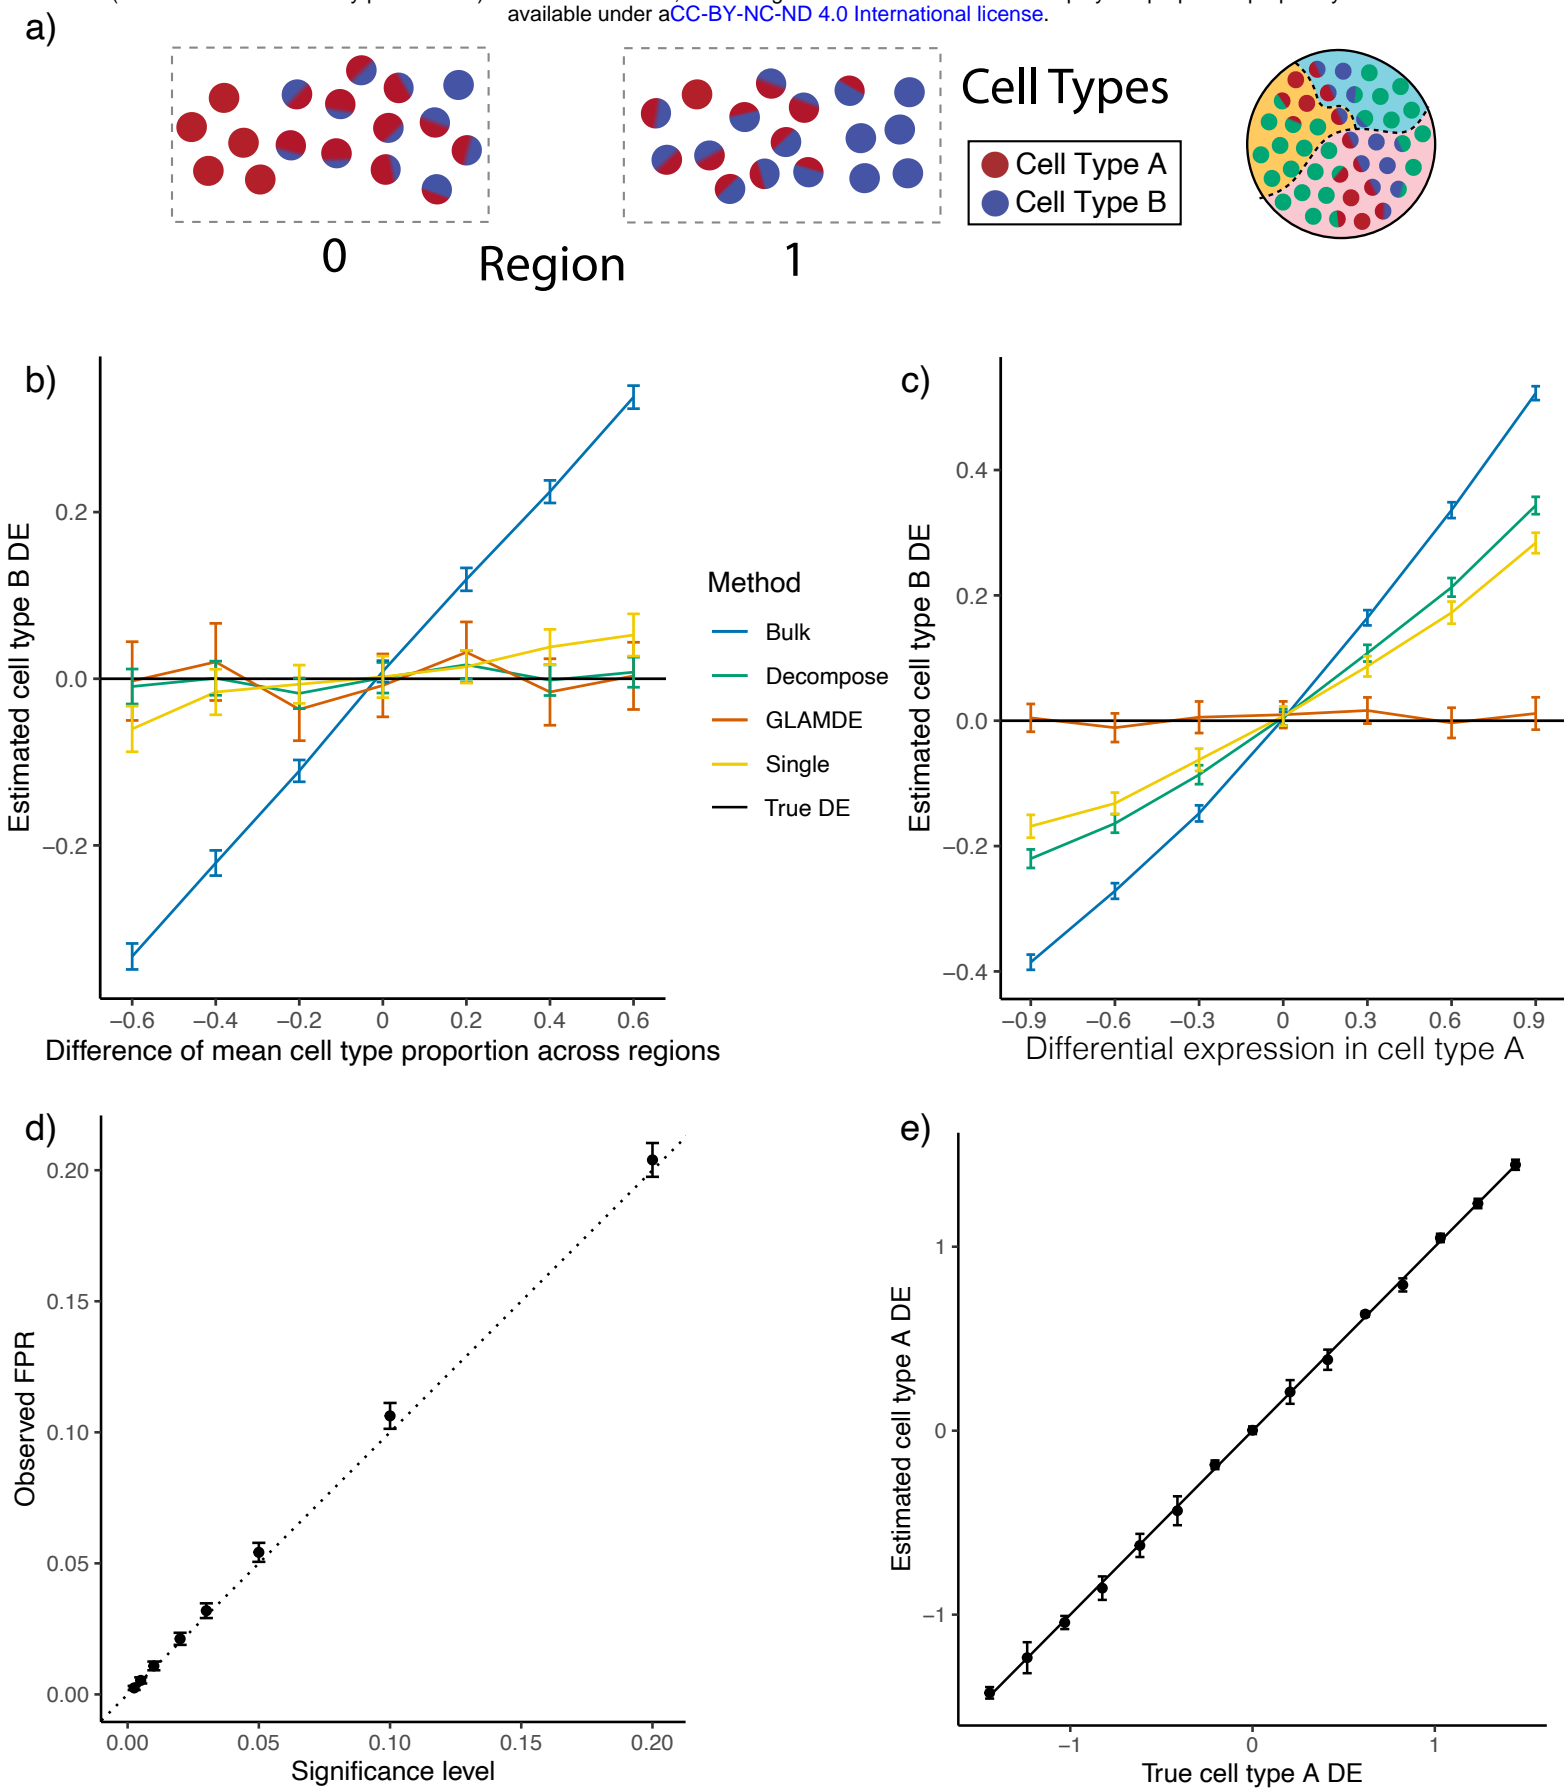 available under aCC-BY-NC-ND 4.0 International license.
a)
Cell Types
Cell Type A
Cell Type B
0
Region
1
b)
Estimated cell type B DE
0.2
0.0
−0.2
−0.6
−0.4
−0.2
0
0.2
0.4
0.6
Difference of mean cell type proportion across regions
Method
Bulk
Decompose
GLAMDE
Single
True DE
c)
Estimated cell type B DE
0.4
0.2
0.0
−0.2
−0.4
−0.9
−0.6
−0.3
0
0.3
0.6
0.9
Differential expression in cell type A
d)
Observed FPR
0.20
0.15
0.10
0.05
0.00
0.00
0.05
0.10
0.15
0.20
Significance level
e)
Estimated cell type A DE
1
0
−1
−1
0
1
True cell type A DE